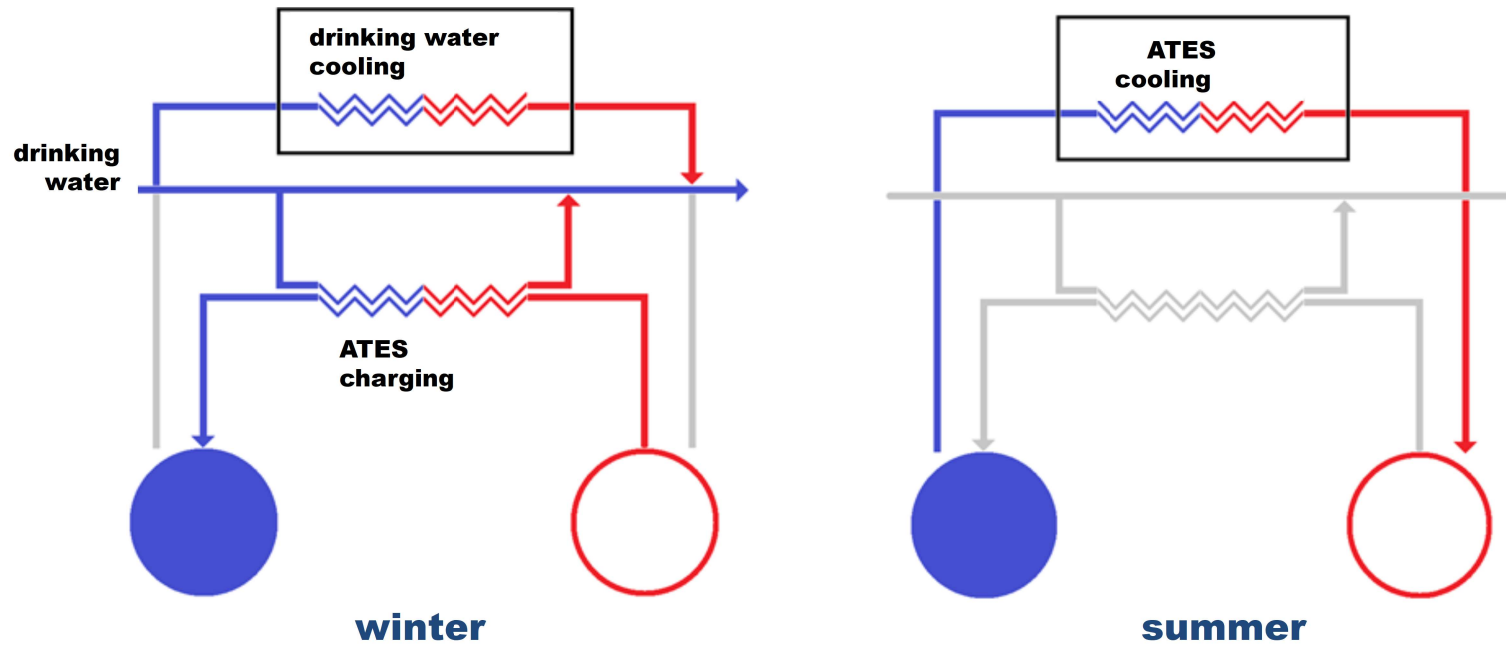 drinking water
cooling
drinking
water
ATES
charging
winter
ATES
cooling
summer